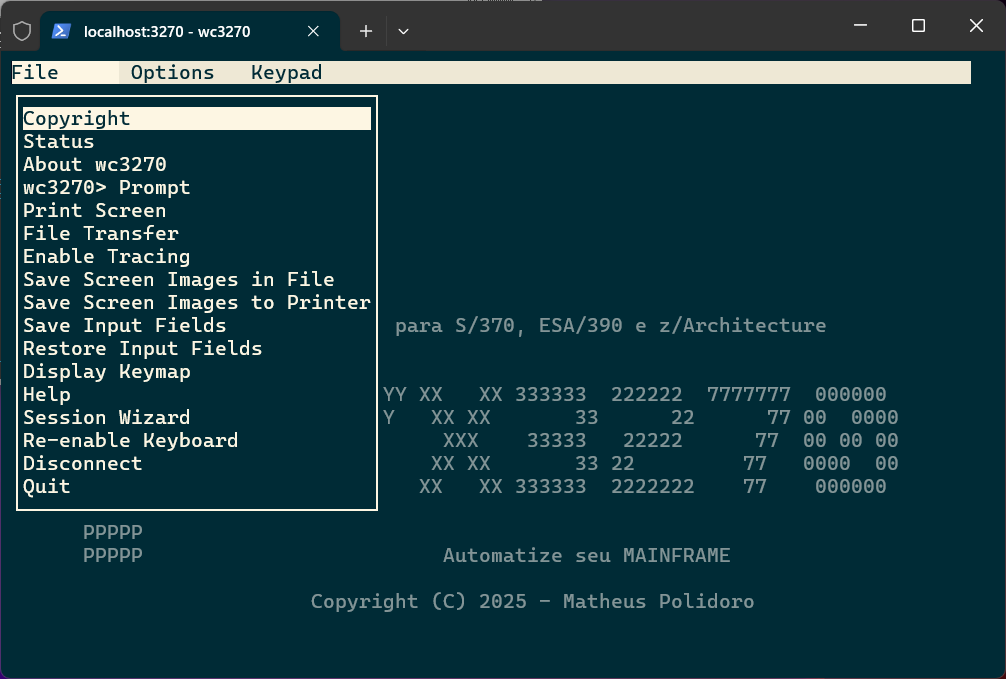 localhost:3270 - wc3270
File Options Keypad
Copyright
Status
About wc3270
wc3270> Prompt
Print Screen
File Transfer
Enable Tracing
Save Screen Images in File
Save Screen Images to Printer
Save Input Fields para S/370, ESA/390 e z/Architecture
Restore Input Fields
Display Keymap
Help YY XX   XX 333333  222222  7777777  000000
Session Wizard Y   XX XX       33      22      77 00  0000
Re-enable Keyboard XXX    33333   22222      77  00 00 00
Disconnect XX XX       33 22         77   0000  00
Quit XX   XX 333333  2222222    77    000000
PPPPP
PPPPP Automatize seu MAINFRAME
Copyright (C) 2025 - Matheus Polidoro